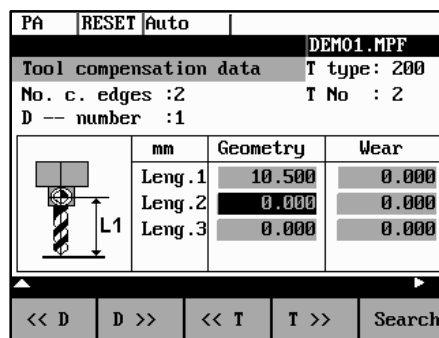 PA RESET Auto
DEMO1.MPF
Tool compensation data T type: 200
No. c. edges :2 T No : 2
D -- number :1
mm Geometry Wear
Leng.1 10.500 0.000
Leng.2 0.000 0.000
Leng.3 0.000 0.000
L1
<< D D >> << T T >> Search